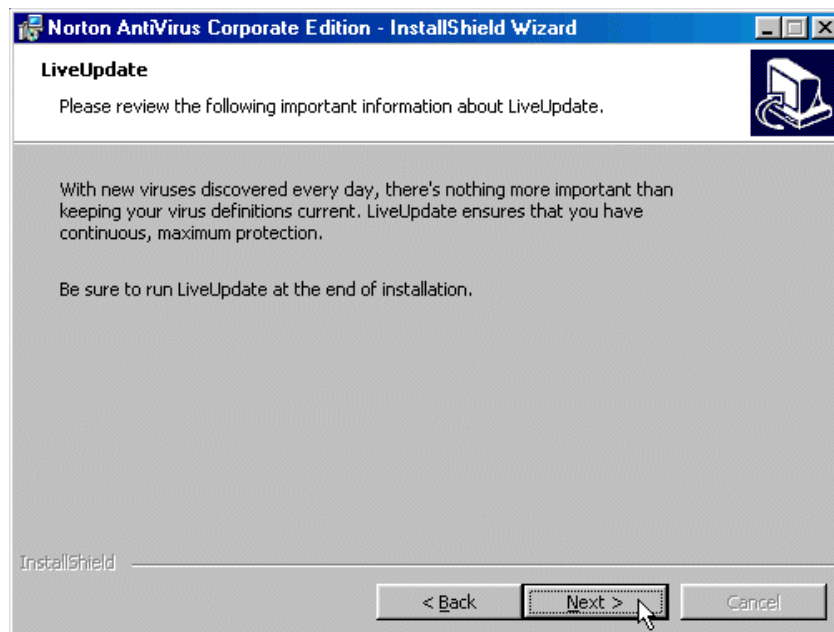 Norton AntiVirus Corporate Edition - InstallShield Wizard
LiveUpdate
Please review the following important information about LiveUpdate.
With new viruses discovered every day, there's nothing more important than
keeping your virus definitions current. LiveUpdate ensures that you have
continuous, maximum protection.
Be sure to run LiveUpdate at the end of installation.
InstallShield
< Back Next > Cancel